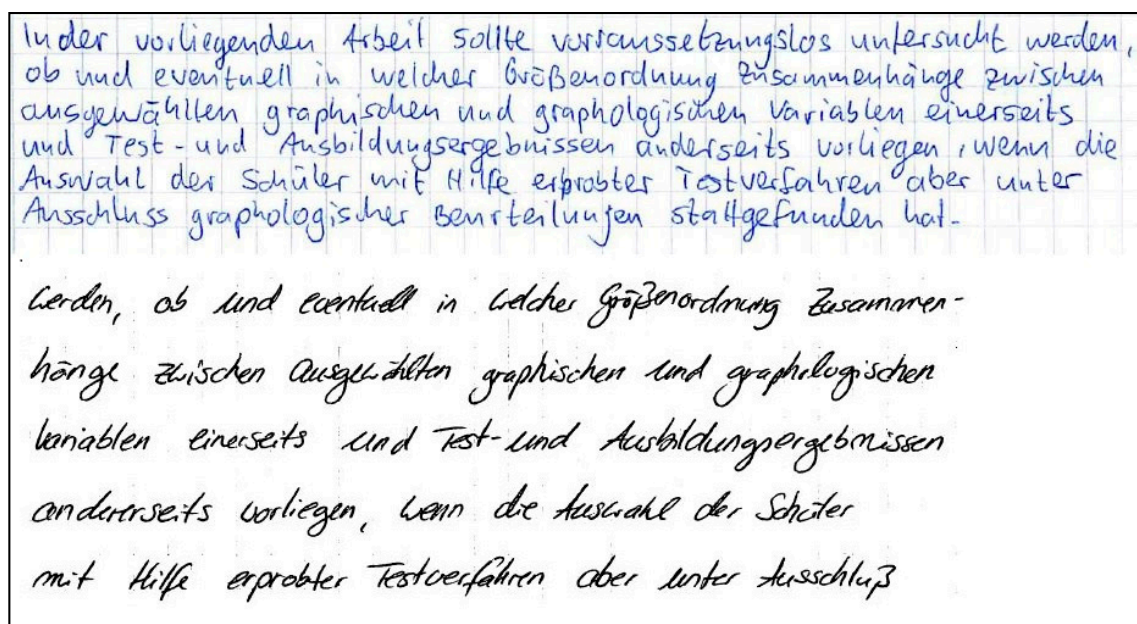 In der vorliegenden Arbeit sollte vorraussetzungslos untersucht werden,
ob und eventuell in welcher Größenordnung Zusammenhänge zwischen
ausgewählten graphischen und graphologischen Variablen einerseits
und Test- und Ausbildungsergebnissen anderseits vorliegen, wenn die
Auswahl der Schüler mit Hilfe erprobter Testverfahren aber unter
Ausschluss graphologischer Beurteilungen stattgefunden hat.
werden, ob und eventuell in welcher Größenordnung Zusammen-
hänge zwischen ausgewählten graphischen und graphologischen
Variablen einerseits und Test- und Ausbildungsergebnissen
andererseits vorliegen, wenn die Auswahl der Schüler
mit Hilfe erprobter Testverfahren aber unter Ausschluß